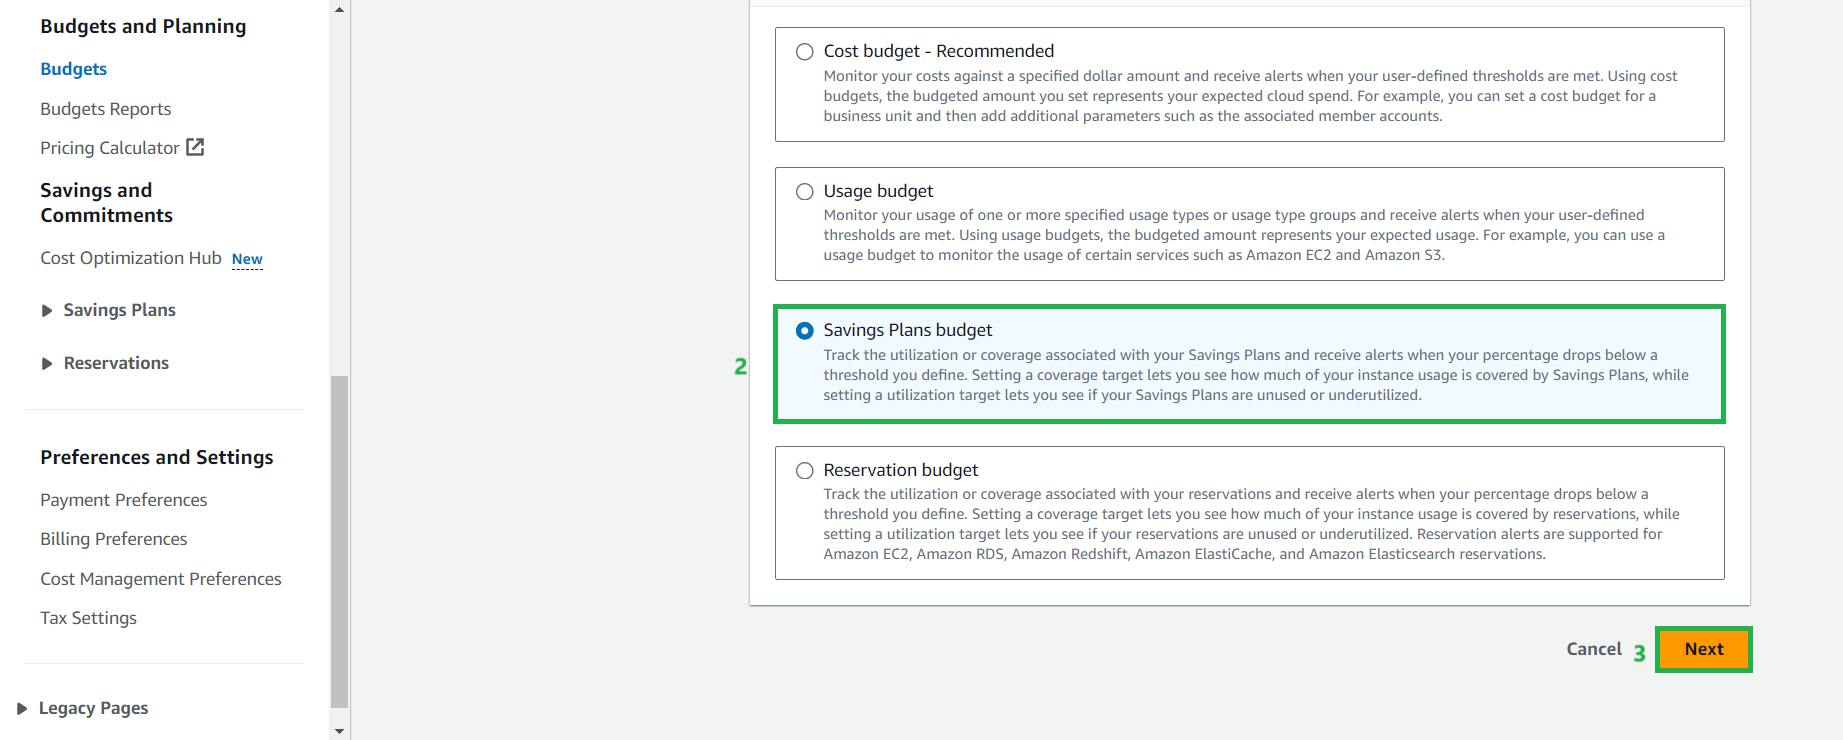 Budgets and Planning
Budgets
Budgets Reports
Pricing Calculator
Savings and
Commitments
Cost Optimization Hub New
Savings Plans
Reservations
Preferences and Settings
Payment Preferences
Billing Preferences
Cost Management Preferences
Tax Settings
Legacy Pages
Cost budget - Recommended
Monitor your costs against a specified dollar amount and receive alerts when your user-defined thresholds are met. Using cost
budgets, the budgeted amount you set represents your expected cloud spend. For example, you can set a cost budget for a
business unit and then add additional parameters such as the associated member accounts.
Usage budget
Monitor your usage of one or more specified usage types or usage type groups and receive alerts when your user-defined
thresholds are met. Using usage budgets, the budgeted amount represents your expected usage. For example, you can use a
usage budget to monitor the usage of certain services such as Amazon EC2 and Amazon S3.
2
Savings Plans budget
Track the utilization or coverage associated with your Savings Plans and receive alerts when your percentage drops below a
threshold you define. Setting a coverage target lets you see how much of your instance usage is covered by Savings Plans, while
setting a utilization target lets you see if your Savings Plans are unused or underutilized.
Reservation budget
Track the utilization or coverage associated with your reservations and receive alerts when your percentage drops below a
threshold you define. Setting a coverage target lets you see how much of your instance usage is covered by reservations, while
setting a utilization target lets you see if your reservations are unused or underutilized. Reservation alerts are supported for
Amazon EC2, Amazon RDS, Amazon Redshift, Amazon ElastiCache, and Amazon Elasticsearch reservations.
Cancel 3 Next